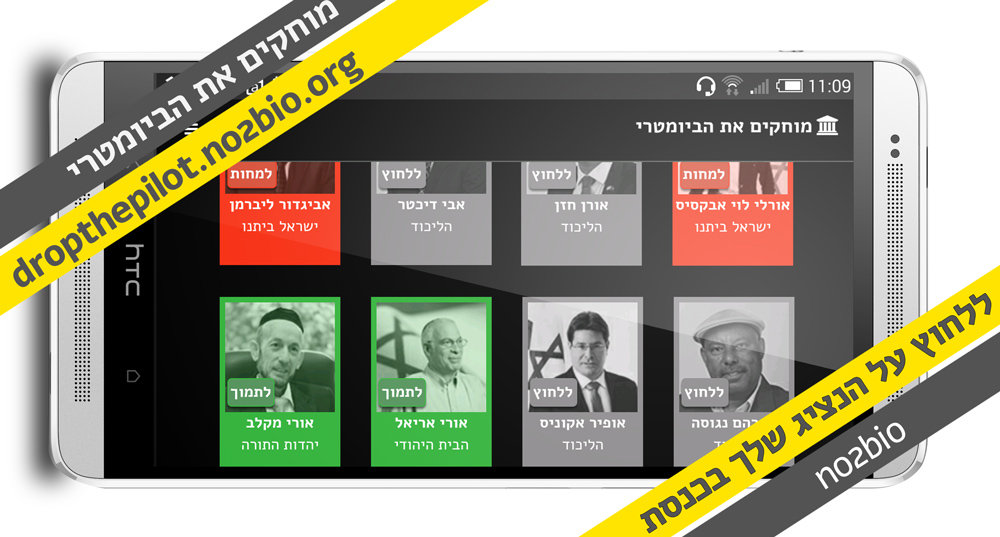 מוחקים את הביומטרי
dropthepilot.no2bio.org
11:09
מוחקים את הביומטרי
למחות
ללחוץ
ללחוץ
למחות
אורלי לוי אבקסיס
ישראל ביתנו
אורן חזן
הליכוד
אבי דיכטר
הליכוד
אביגדור ליברמן
ישראל ביתנו
hTC
ללחוץ
ללחוץ
לתמוך
לתמוך
נגוסה
אופיר אקוניס
הליכוד
אורי אריאל
הבית היהודי
אורי מקלב
יהדות התורה
ללחוץ על הנציג שלך בכנסת
no2bio